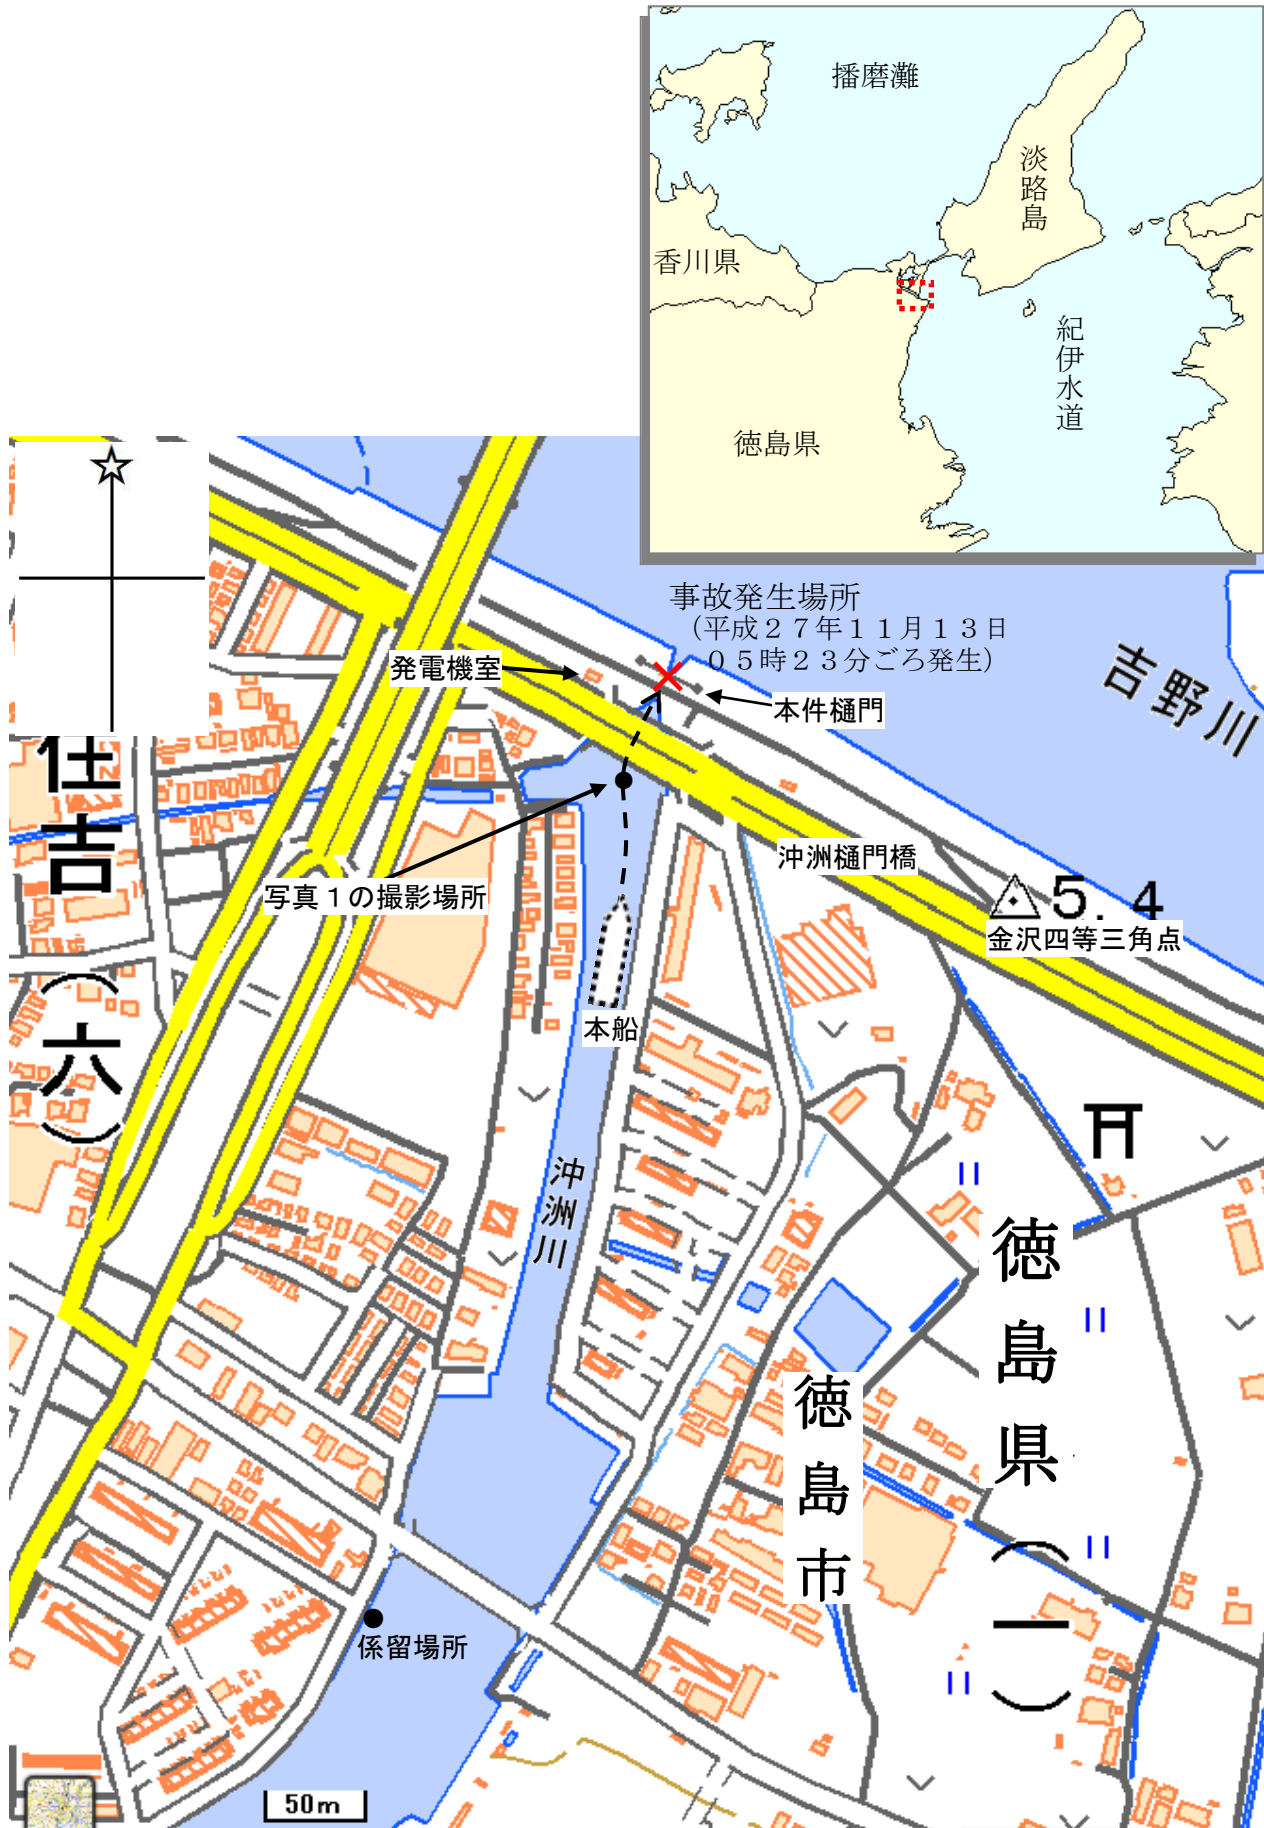 播磨灘
淡路島
香川県
紀伊水道
徳島県
事故発生場所
（平成２７年１１月１３日
０５時２３分ごろ発生）
発電機室
本件樋門
吉野川
住吉（六）
沖洲樋門橋
写真１の撮影場所
5.4
金沢四等三角点
本船
沖洲川
徳島県（一）
徳島市
係留場所
50m